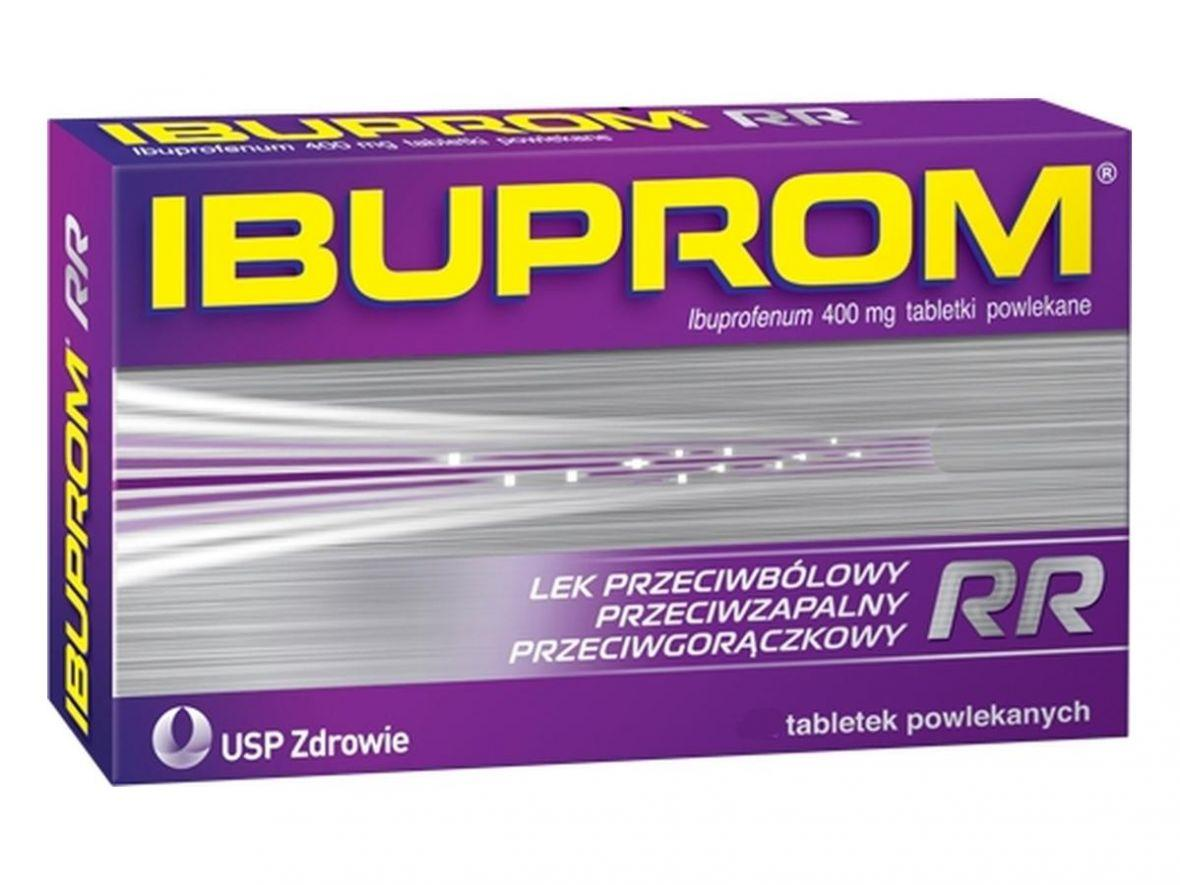 IBUPROM® RR
Ibuprofenum 400 mg tabletki powlekane
IBUPROM®
Ibuprofenum 400 mg tabletki powlekane
IBUPROM® RR
LEK PRZECIWBÓLOWY
PRZECIWZAPALNY
PRZECIWGORĄCZKOWY
RR
USP Zdrowie
tabletek powlekanych